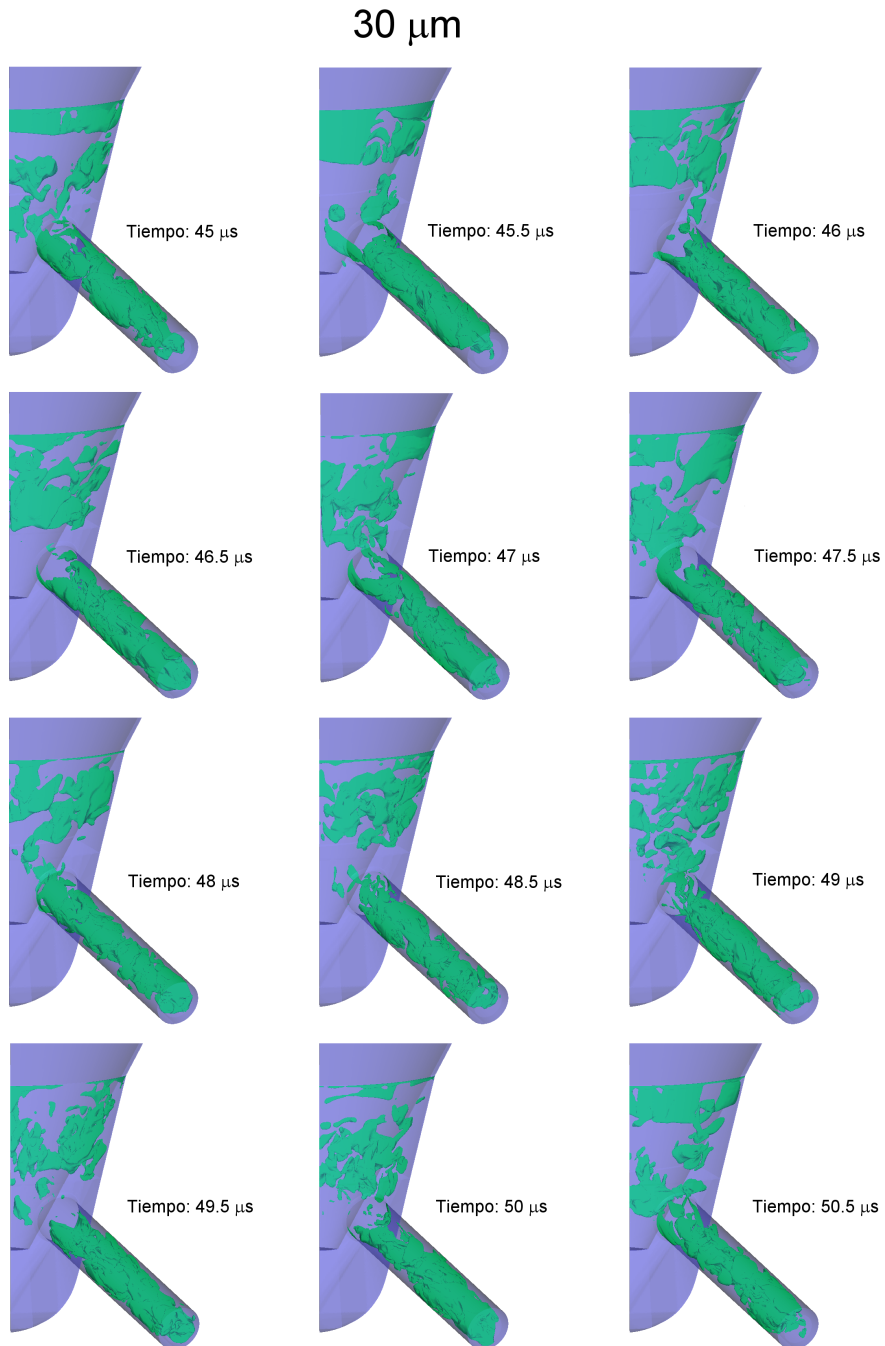 30 μm
Tiempo: 45 μs
Tiempo: 45.5 μs
Tiempo: 46 μs
Tiempo: 46.5 μs
Tiempo: 47 μs
Tiempo: 47.5 μs
Tiempo: 48 μs
Tiempo: 48.5 μs
Tiempo: 49 μs
Tiempo: 49.5 μs
Tiempo: 50 μs
Tiempo: 50.5 μs